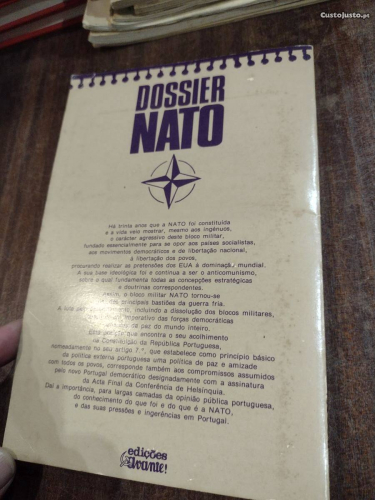 CustoJusto.pt
DOSSIER
NATO
Há trinta anos que a NATO foi constituída
e a vida veio mostrar, mesmo aos ingénuos,
o carácter agressivo deste bloco militar,
fundado essencialmente para se opor aos países socialistas,
aos movimentos democráticos e de libertação nacional,
à libertação dos povos,
procurando realizar as pretensões dos EUA à dominação mundial.
A sua base ideológica foi e continua a ser o anticomunismo,
sobre o qual fundamenta todas as concepções estratégicas
e doutrinas correspondentes.
assim, o bloco militar NATO tornou-se
principais bastiões da guerra fria.
A luta incluindo a dissolução dos blocos militares,
imperativo das forças democráticas
de paz do mundo inteiro.
que encontra o seu acolhimento
na Constituição da República Portuguesa,
nomeadamente no seu artigo 7.º, que estabelece como princípio básico
da política externa portuguesa uma política de paz e amizade
com todos os povos, corresponde também aos compromissos assumidos
pelo novo Portugal democrático designadamente com a assinatura
da Acta Final da Conferência de Helsínquia.
Daí a importância, para largas camadas da opinião pública portuguesa,
do conhecimento do que foi e do que é a NATO,
e das suas pressões e ingerências em Portugal.
edições
Avante!